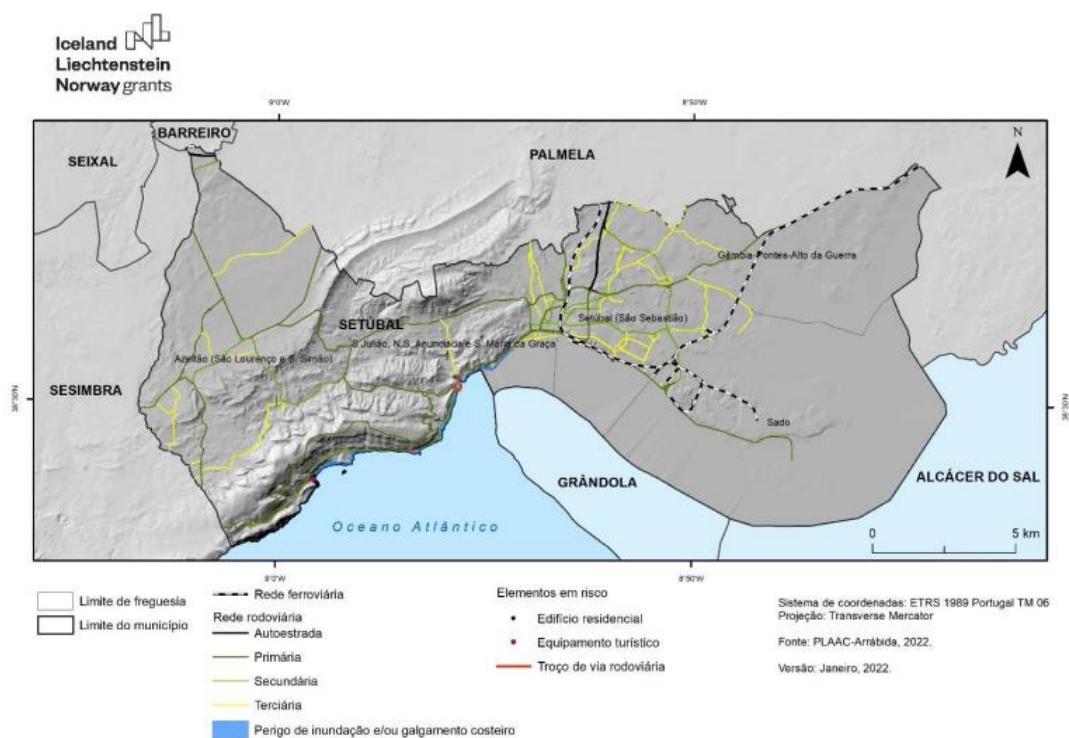 Iceland
Liechtenstein
Norway grants
9°0'W
8°50'W
BARREIRO
SEIXAL
PALMELA
N
Gâmbia-Pontes-Alto da Guerra
SETÚBAL
Setúbal (São Sebastião)
S.Julião, N.S. Anunciada e S. Maria da Graça
Azeitão (São Lourenço e S. Simão)
SESIMBRA
38°30'N
38°30'N
Sado
GRÂNDOLA
ALCÁCER DO SAL
Oceano Atlântico
0 5 km
9°0'W
8°50'W
Limite de freguesia
Limite do município
Rede ferroviária
Rede rodoviária
Autoestrada
Primária
Secundária
Terciária
Perigo de inundação e/ou galgamento costeiro
Elementos em risco
Edifício residencial
Equipamento turístico
Troço de via rodoviária
Sistema de coordenadas: ETRS 1989 Portugal TM 06
Projeção: Transverse Mercator
Fonte: PLAAC-Arrábida, 2022.
Versão: Janeiro, 2022.